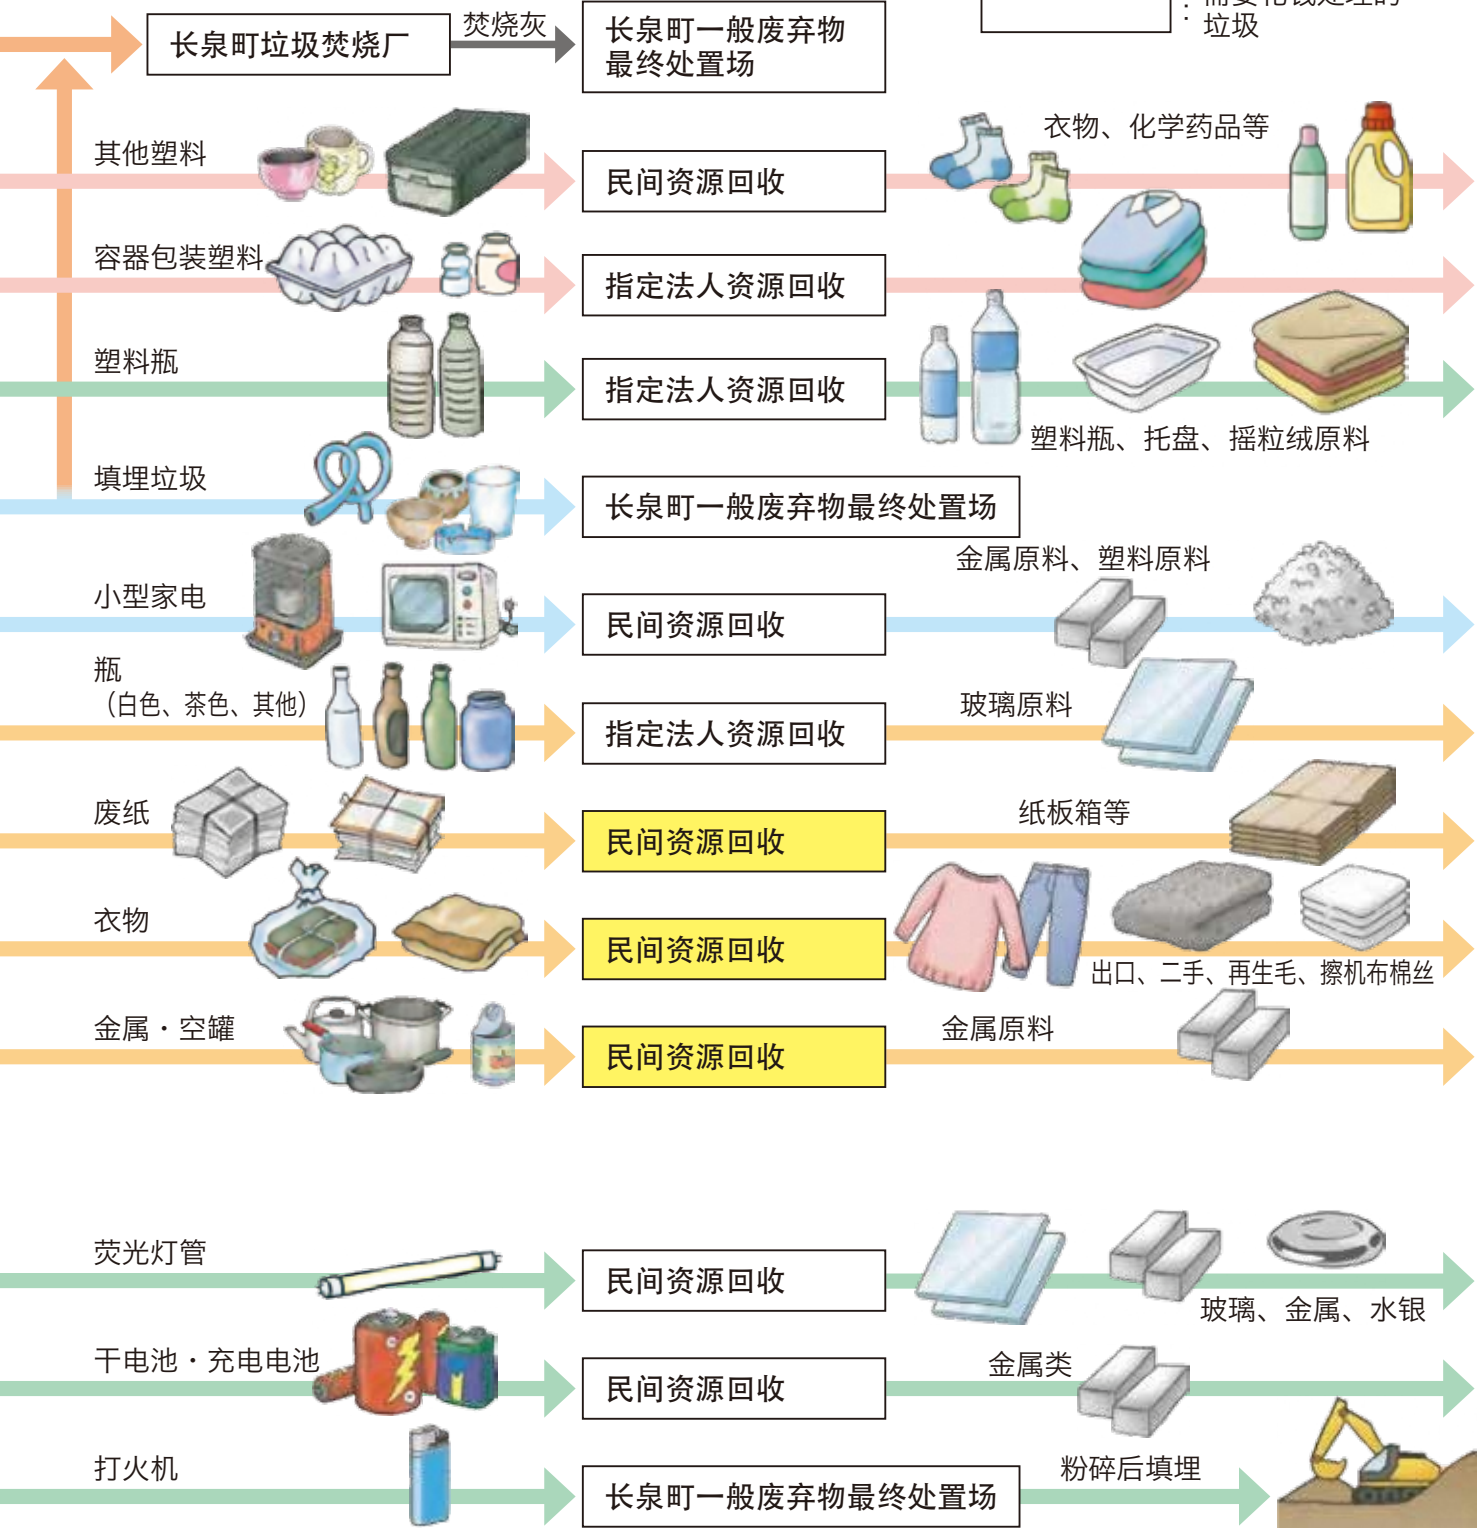 长泉町垃圾焚烧厂
焚烧灰
长泉町一般废弃物
最终处置场
:
垃圾
其他塑料
民间资源回收
衣物、化学药品等
容器包装塑料
指定法人资源回收
塑料瓶
指定法人资源回收
塑料瓶、托盘、摇粒绒原料
填埋垃圾
长泉町一般废弃物最终处置场
小型家电
民间资源回收
金属原料、塑料原料
瓶
（白色、茶色、其他）
指定法人资源回收
玻璃原料
废纸
民间资源回收
纸板箱等
衣物
民间资源回收
出口、二手、再生毛、擦机布棉丝
金属・空罐
民间资源回收
金属原料
荧光灯管
民间资源回收
玻璃、金属、水银
干电池・充电电池
民间资源回收
金属类
打火机
长泉町一般废弃物最终处置场
粉碎后填埋